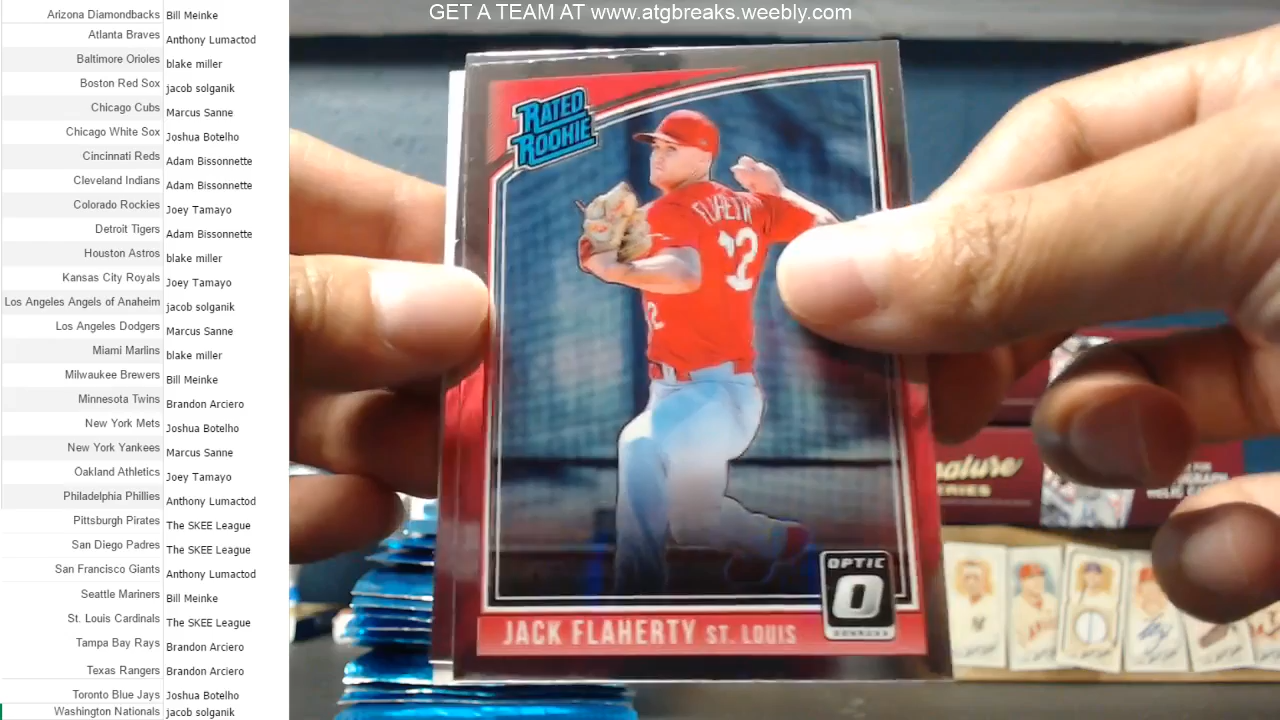 GET A TEAM AT www.atgbreaks.weebly.com
Arizona Diamondbacks Bill Meinke
Atlanta Braves Anthony Lumactod
Baltimore Orioles blake miller
Boston Red Sox jacob solganik
Chicago Cubs Marcus Sanne
Chicago White Sox Joshua Botelho
Cincinnati Reds Adam Bissonnette
Cleveland Indians Adam Bissonnette
Colorado Rockies Joey Tamayo
Detroit Tigers Adam Bissonnette
Houston Astros blake miller
Kansas City Royals Joey Tamayo
Los Angeles Angels of Anaheim jacob solganik
Los Angeles Dodgers Marcus Sanne
Miami Marlins blake miller
Milwaukee Brewers Bill Meinke
Minnesota Twins Brandon Arciero
New York Mets Joshua Botelho
New York Yankees Marcus Sanne
Oakland Athletics Joey Tamayo
Philadelphia Phillies Anthony Lumactod
Pittsburgh Pirates The SKEE League
San Diego Padres The SKEE League
San Francisco Giants Anthony Lumactod
Seattle Mariners Bill Meinke
St. Louis Cardinals The SKEE League
Tampa Bay Rays Brandon Arciero
Texas Rangers Brandon Arciero
Toronto Blue Jays Joshua Botelho
Washington Nationals jacob solganik
RATED
ROOKIE
OPTIC
O
DONRUSS
JACK FLAHERTY ST. LOUIS